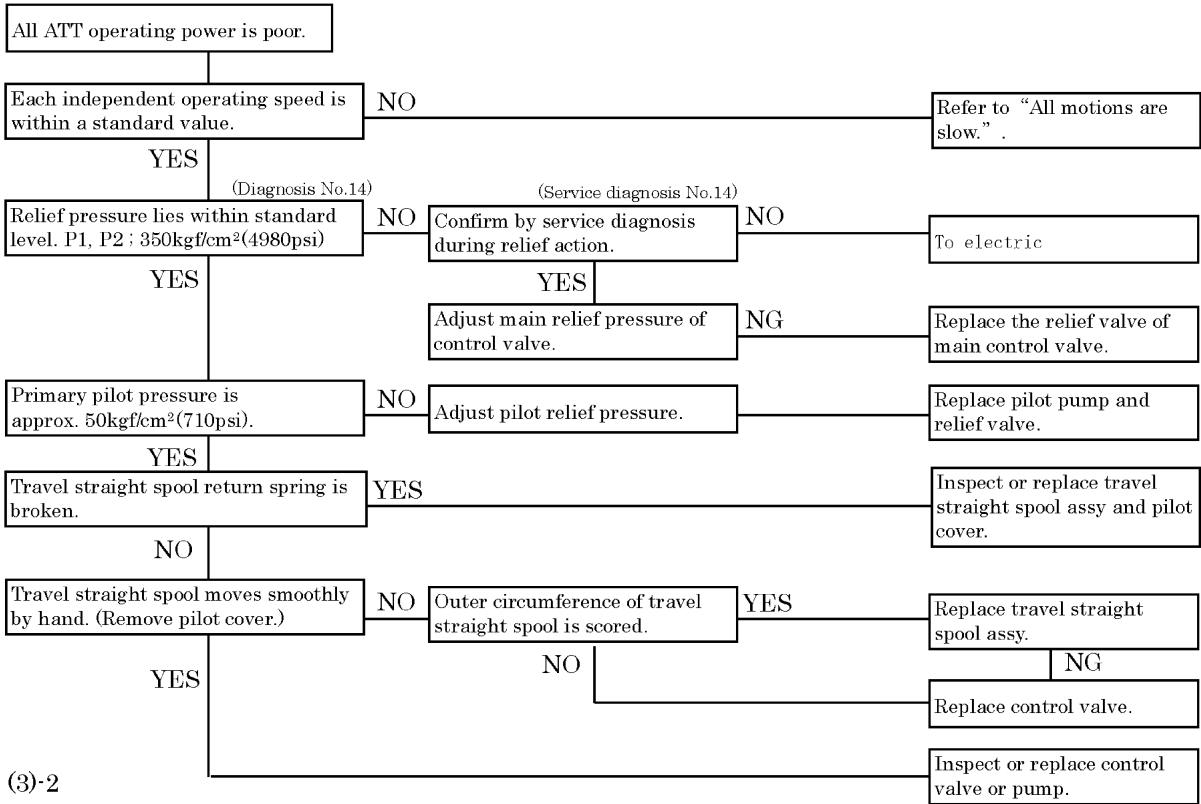 All ATT operating power is poor.
Each independent operating speed is
within a standard value.
NO
Refer to “All motions are
slow.” .
YES
(Diagnosis No.14)
Relief pressure lies within standard
level. P1, P2 ; 350kgf/cm²(4980psi)
NO
(Service diagnosis No.14)
Confirm by service diagnosis
during relief action.
NO
To electric
YES
YES
Adjust main relief pressure of
control valve.
NG
Replace the relief valve of
main control valve.
Primary pilot pressure is
approx. 50kgf/cm²(710psi).
NO
Adjust pilot relief pressure.
Replace pilot pump and
relief valve.
YES
Travel straight spool return spring is
broken.
YES
Inspect or replace travel
straight spool assy and pilot
cover.
NO
Travel straight spool moves smoothly
by hand. (Remove pilot cover.)
NO
Outer circumference of travel
straight spool is scored.
YES
Replace travel straight
spool assy.
NG
NO
Replace control valve.
YES
Inspect or replace control
valve or pump.
(3)-2